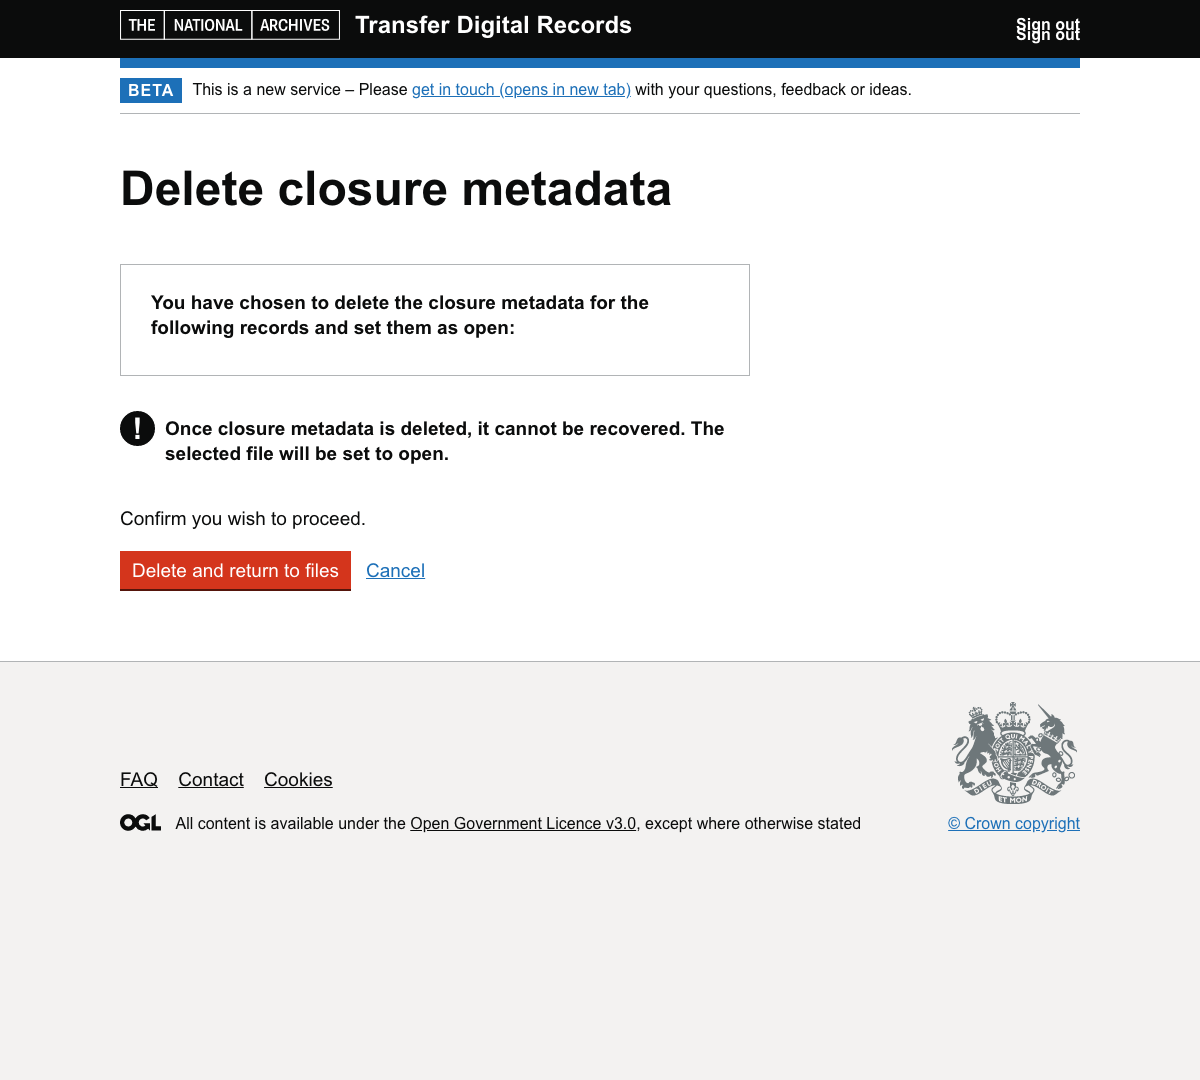 THE NATIONAL ARCHIVES Transfer Digital Records Sign out
Sign out
BETA This is a new service – Please get in touch (opens in new tab) with your questions, feedback or ideas.
Delete closure metadata
You have chosen to delete the closure metadata for the
following records and set them as open:
! Once closure metadata is deleted, it cannot be recovered. The
selected file will be set to open.
Confirm you wish to proceed.
Delete and return to files Cancel
DIEU ET MON DROIT
FAQ Contact Cookies
OGL All content is available under the Open Government Licence v3.0, except where otherwise stated
© Crown copyright